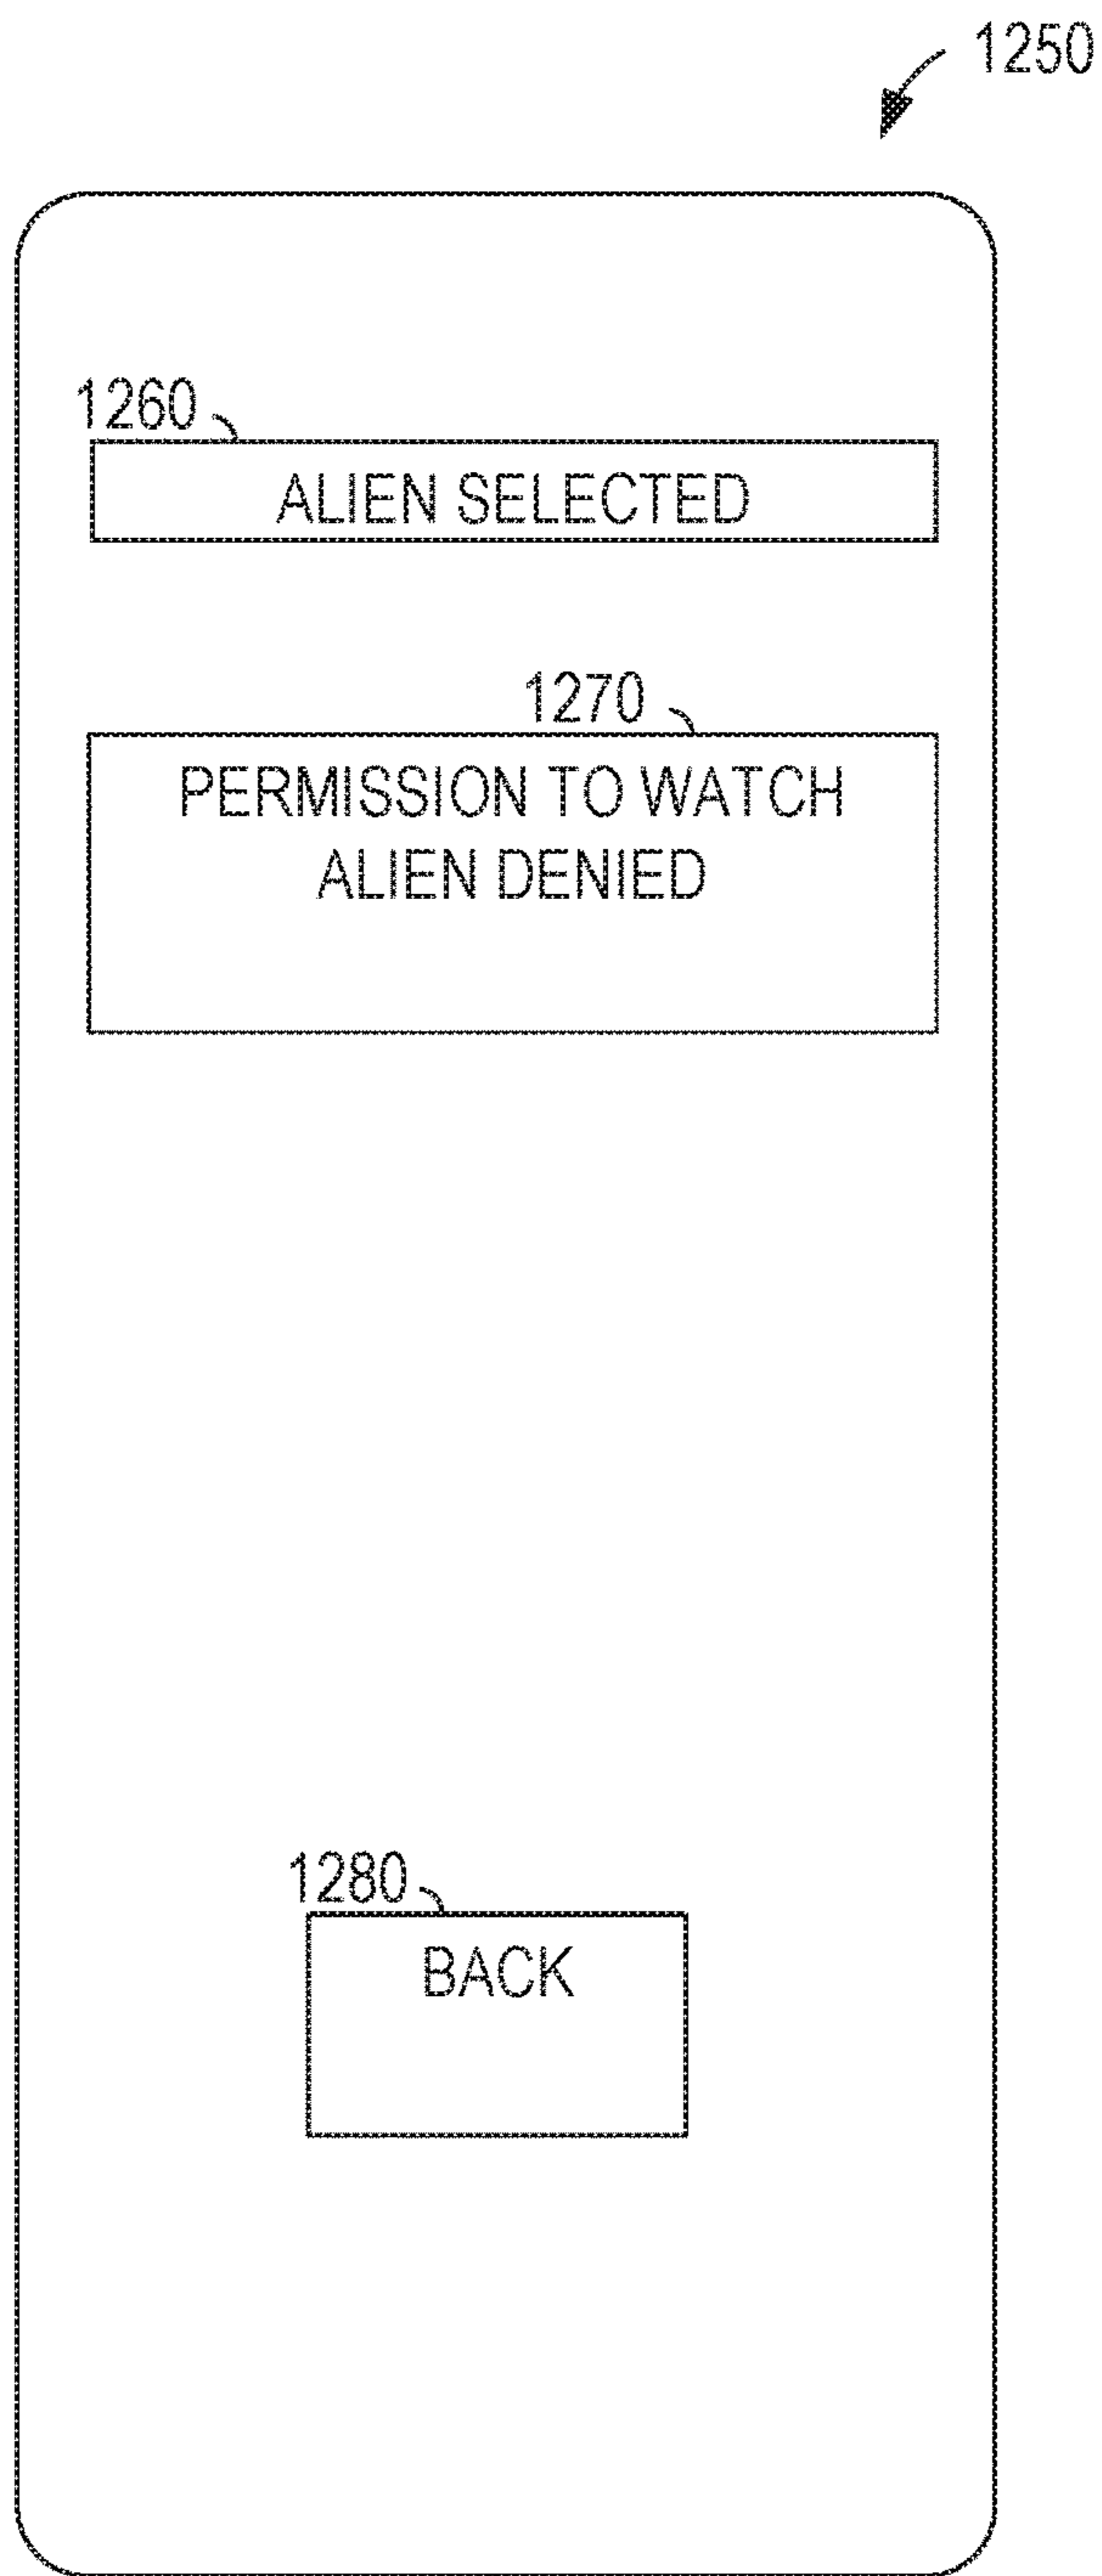 1250
1260
ALIEN SELECTED
1270
PERMISSION TO WATCH
ALIEN DENIED
1280
BACK